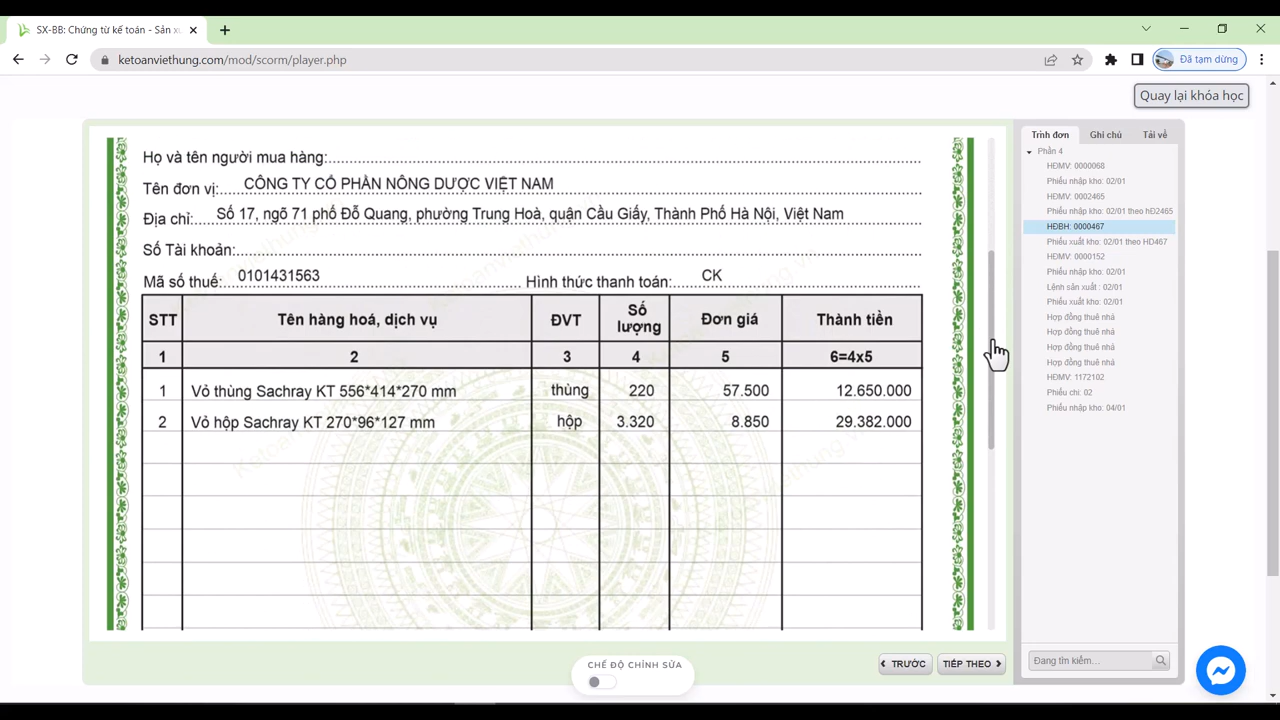 SX-BB: Chứng từ kế toán - Sản xu
ketoanviethung.com/mod/scorm/player.php
Đã tạm dừng
Quay lại khóa học
Họ và tên người mua hàng:
Tên đơn vị: CÔNG TY CỔ PHẦN NÔNG DƯỢC VIỆT NAM
Địa chỉ: Số 17, ngõ 71 phố Đỗ Quang, phường Trung Hoà, quận Cầu Giấy, Thành Phố Hà Nội, Việt Nam
Số Tài khoản:
Mã số thuế: 0101431563 Hình thức thanh toán: CK
STT Tên hàng hoá, dịch vụ ĐVT Số lượng Đơn giá Thành tiền
1 2 3 4 5 6=4x5
1 Vỏ thùng Sachray KT 556*414*270 mm thùng 220 57.500 12.650.000
2 Vỏ hộp Sachray KT 270*96*127 mm hộp 3.320 8.850 29.382.000
Trình đơn Ghi chú Tải về
Phần 4
HĐMV: 0000068
Phiếu nhập kho: 02/01
HĐMV: 0002465
Phiếu nhập kho: 02/01 theo hĐ2465
HĐBH: 0000467
Phiếu xuất kho: 02/01 theo HD467
HĐMV: 0000152
Phiếu nhập kho: 02/01
Lệnh sản xuất : 02/01
Phiếu xuất kho: 02/01
Hợp đồng thuê nhà
Hợp đồng thuê nhà
Hợp đồng thuê nhà
Hợp đồng thuê nhà
HĐMV: 1172102
Phiếu chi: 02
Phiếu nhập kho: 04/01
Đang tìm kiếm...
TRƯỚC
TIẾP THEO
CHẾ ĐỘ CHỈNH SỬA